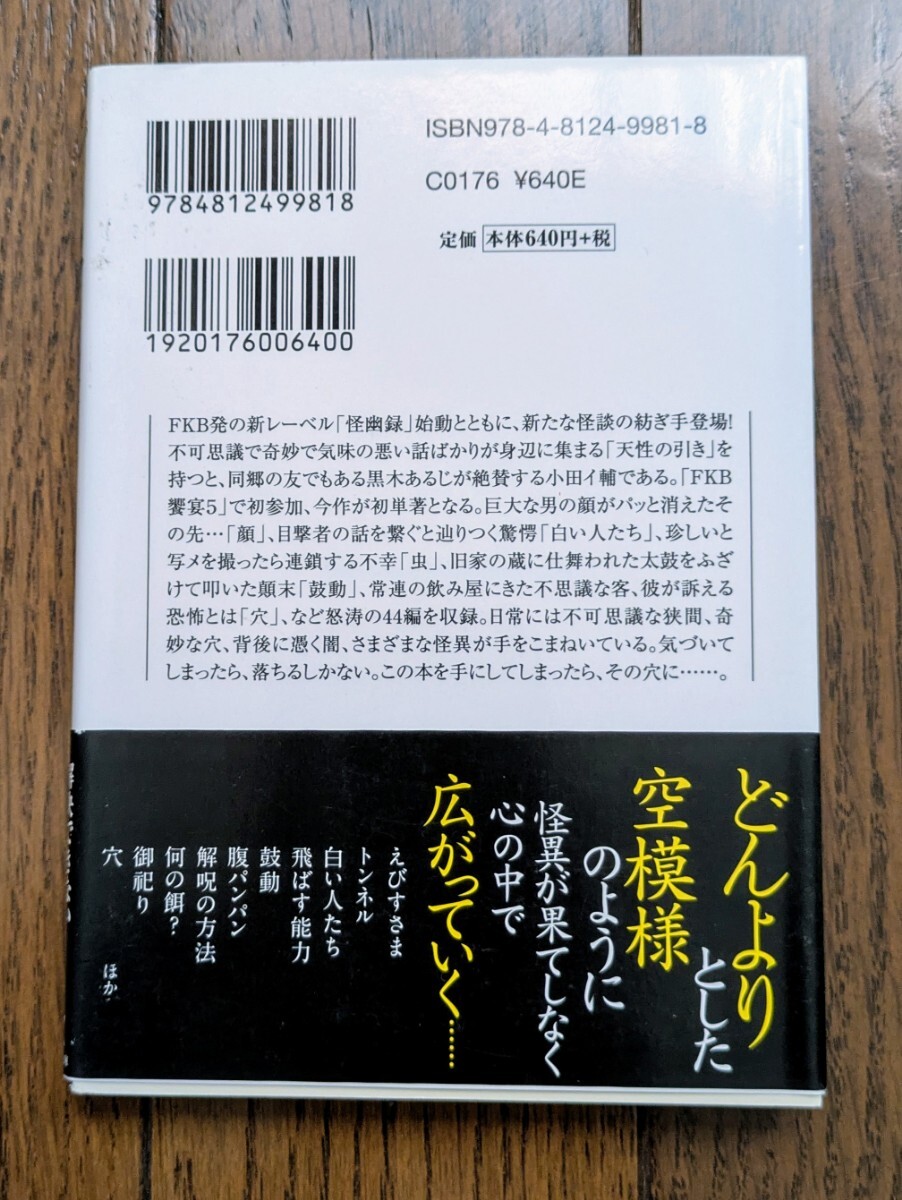 9784812499818
ISBN978-4-8124-9981-8
C0176 ¥640E
定価 本体640円+税
1920176006400
FKB発の新レーベル「怪幽録」始動とともに、新たな怪談の紡ぎ手登場!
不可思議で奇妙で気味の悪い話ばかりが身辺に集まる「天性の引き」を
持つと、同郷の友でもある黒木あるじが絶賛する小田イ輔である。「FKB
饗宴5」で初参加、今作が初単著となる。巨大な男の顔がパッと消えたそ
の先…「顔」、目撃者の話を繋ぐと辿りつく驚愕「白い人たち」、珍しいと
写メを撮ったら連鎖する不幸「虫」、旧家の蔵に仕舞われた太鼓をふざ
けて叩いた顛末「鼓動」、常連の飲み屋にきた不思議な客、彼が訴える
恐怖とは「穴」、など怒涛の44編を収録。日常には不可思議な狭間、奇
妙な穴、背後に憑く闇、さまざまな怪異が手をこまねいている。気づいて
しまったら、落ちるしかない。この本を手にしてしまったら、その穴に……。
どんよりとした
空模様のように
怪異が果てしなく
心の中で
広がっていく……
えびすさま
トンネル
白い人たち
飛ばす能力
鼓動
腹パンパン
解呪の方法
何の餌?
御祀り
穴 ほか